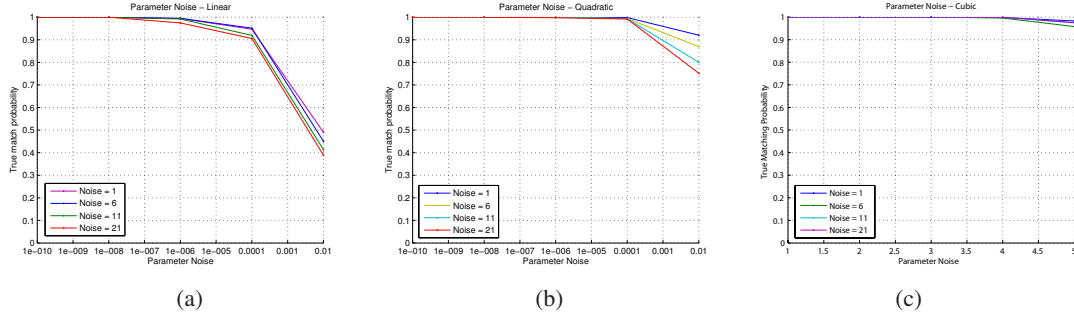 Parameter Noise – Linear
True match probability
1
0.9
0.8
0.7
0.6
0.5
0.4
0.3
0.2
0.1
0
Noise = 1
Noise = 6
Noise = 11
Noise = 21
1e−010 1e−009 1e−008 1e−007 1e−006 1e−005 0.0001 0.001 0.01
Parameter Noise
(a)
Parameter Noise – Quadratic
True match probability
1
0.9
0.8
0.7
0.6
0.5
0.4
0.3
0.2
0.1
0
Noise = 1
Noise = 6
Noise = 11
Noise = 21
1e−010 1e−009 1e−008 1e−007 1e−006 1e−005 0.0001 0.001 0.01
Parameter Noise
(b)
Parameter Noise – Cubic
True Matching Probability
1
0.9
0.8
0.7
0.6
0.5
0.4
0.3
0.2
0.1
0
Noise = 1
Noise = 6
Noise = 11
Noise = 21
1 1.5 2 2.5 3 3.5 4 4.5 5
Parameter Noise
(c)